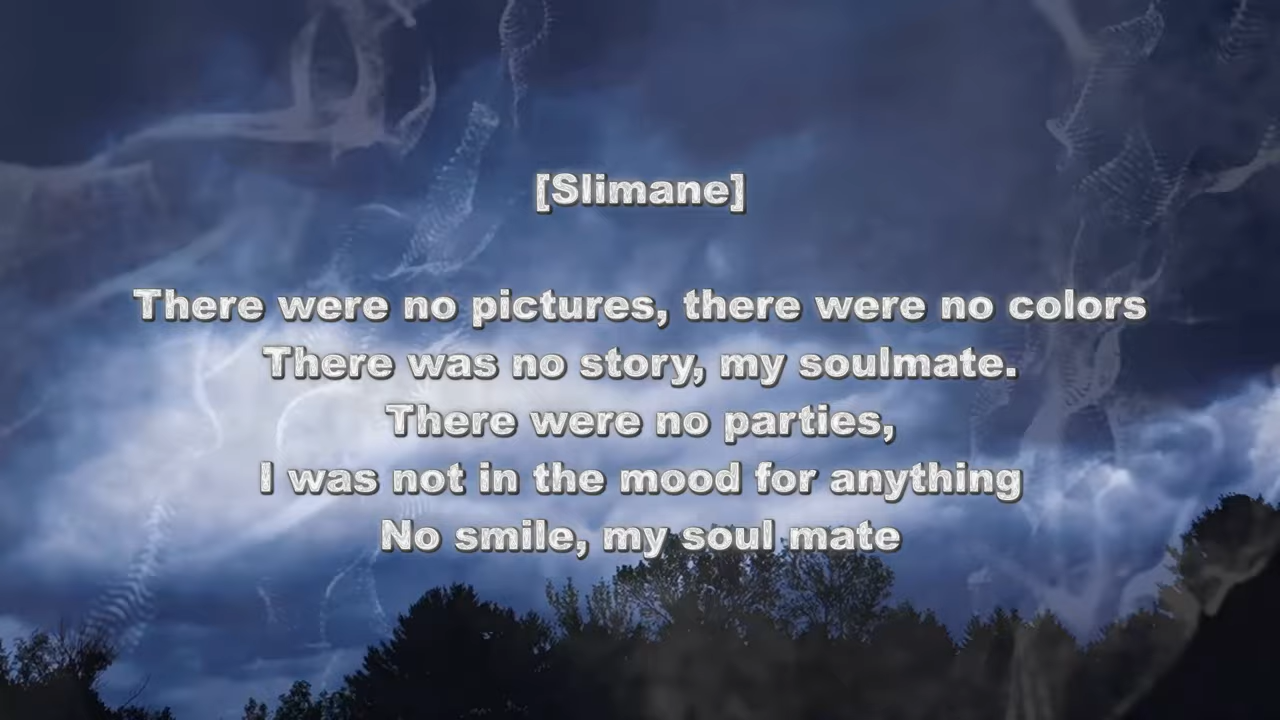 [Slimane]
There were no pictures, there were no colors
There was no story, my soulmate.
There were no parties,
I was not in the mood for anything
No smile, my soul mate